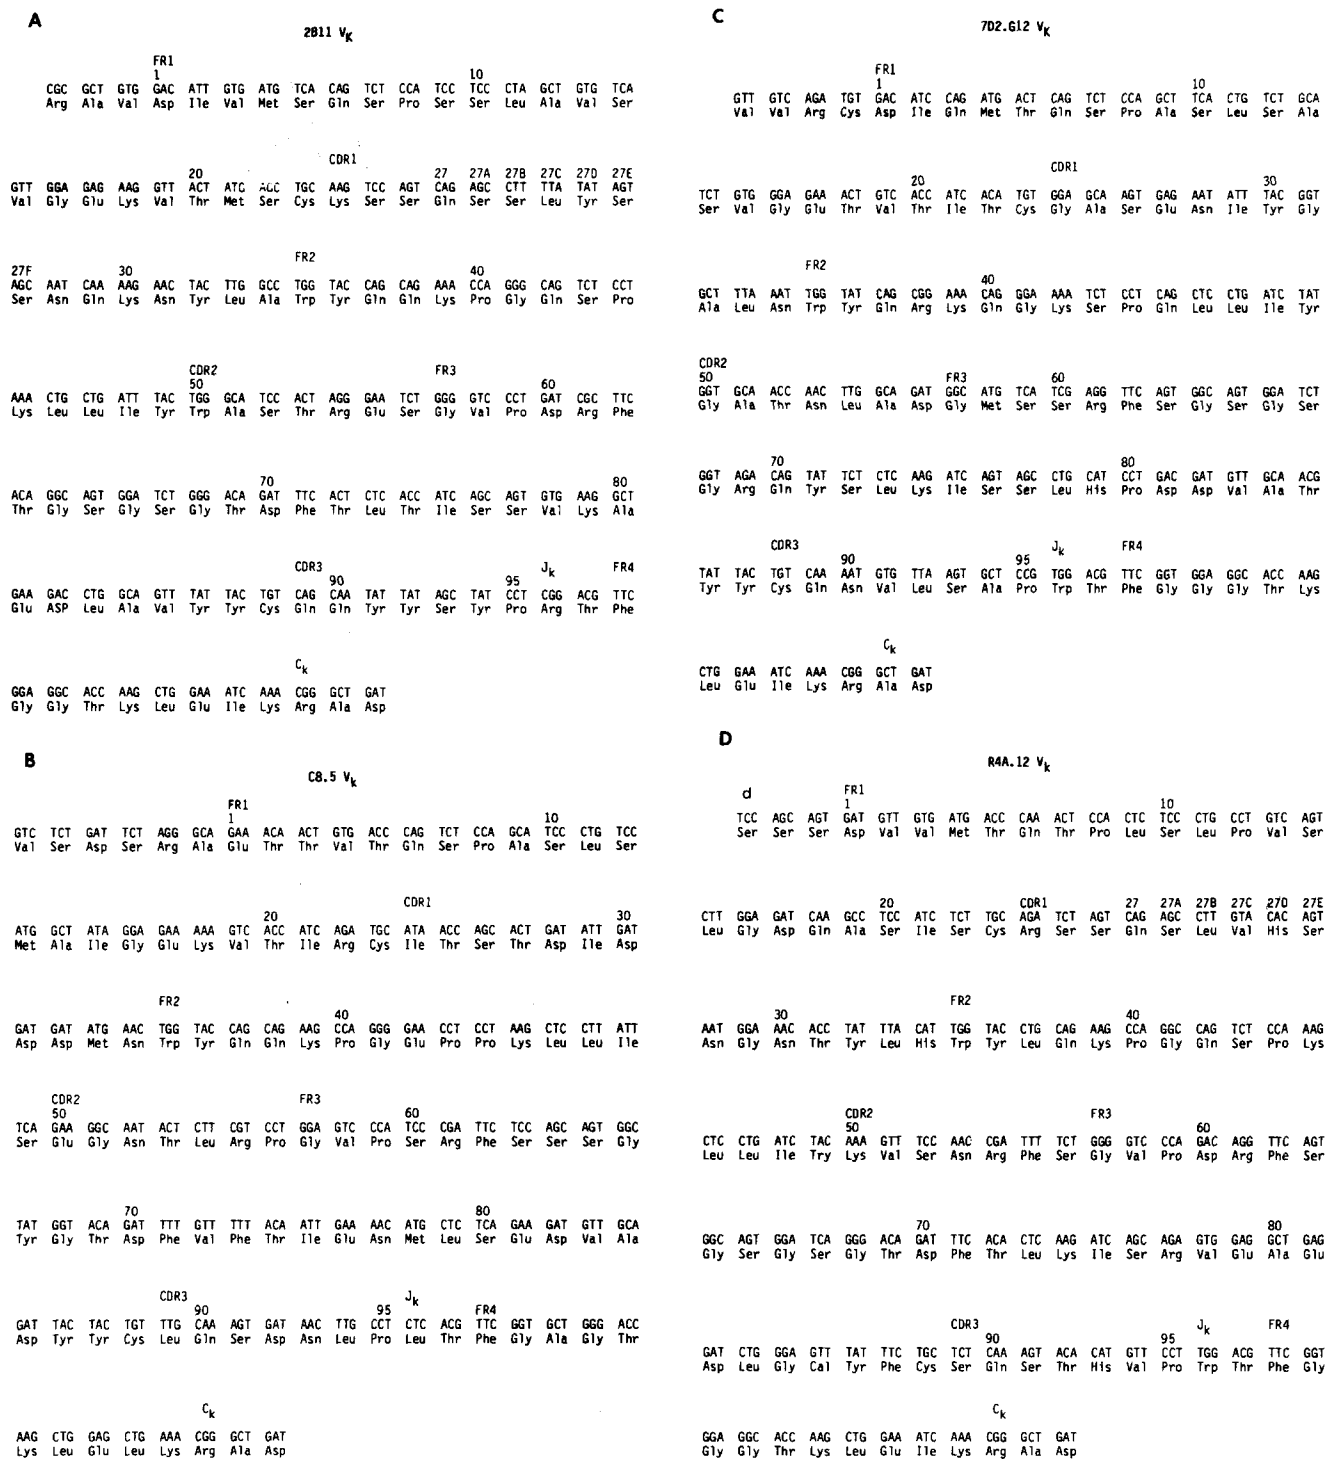 A
2B11 VK
FR1
1 10
CGC GCT GTG GAC ATT GTG ATG TCA CAG TCT CCA TCC TCC CTA GCT GTG TCA
Arg Ala Val Asp Ile Val Met Ser Gln Ser Pro Ser Ser Leu Ala Val Ser
CDR1
20 27 27A 27B 27C 27D 27E
GTT GGA GAG AAG GTT ACT ATC AGC TGC AAG TCC AGT CAG AGC CTT TTA TAT AGT
Val Gly Glu Lys Val Thr Met Ser Cys Lys Ser Ser Gln Ser Ser Leu Tyr Ser
FR2
27F 30 40
AGC AAT CAA AAG AAC TAC TTG GCC TGG TAC CAG CAG AAA CCA GGG CAG TCT CCT
Ser Asn Gln Lys Asn Tyr Leu Ala Trp Tyr Gln Gln Lys Pro Gly Gln Ser Pro
CDR2 FR3
50 60
AAA CTG CTG ATT TAC TGG GCA TCC ACT AGG GAA TCT GGG GTC CCT GAT CGC TTC
Lys Leu Leu Ile Tyr Trp Ala Ser Thr Arg Glu Ser Gly Val Pro Asp Arg Phe
70 80
ACA GGC AGT GGA TCT GGG ACA GAT TTC ACT CTC ACC ATC AGC AGT GTG AAG GCT
Thr Gly Ser Gly Ser Gly Thr Asp Phe Thr Leu Thr Ile Ser Ser Val Lys Ala
CDR3 Jk FR4
90 95
GAA GAC CTG GCA GTT TAT TAC TGT CAG CAA TAT TAT AGC TAT CCT CGG ACG TTC
Glu ASP Leu Ala Val Tyr Tyr Cys Gln Gln Tyr Tyr Ser Tyr Pro Arg Thr Phe
Ck
GGA GGC ACC AAG CTG GAA ATC AAA CGG GCT GAT
Gly Gly Thr Lys Leu Glu Ile Lys Arg Ala Asp
B
C8.5 Vk
FR1
1 10
GTC TCT GAT TCT AGG GCA GAA ACA ACT GTG ACC CAG TCT CCA GCA TCC CTG TCC
Val Ser Asp Ser Arg Ala Glu Thr Thr Val Thr Gln Ser Pro Ala Ser Leu Ser
CDR1
20 30
ATG GCT ATA GGA GAA AAA GTC ACC ATC AGA TGC ATA ACC AGC ACT GAT ATT GAT
Met Ala Ile Gly Glu Lys Val Thr Ile Arg Cys Ile Thr Ser Thr Asp Ile Asp
FR2
40
GAT GAT ATG AAC TGG TAC CAG CAG AAG CCA GGG GAA CCT CCT AAG CTC CTT ATT
Asp Asp Met Asn Trp Tyr Gln Gln Lys Pro Gly Glu Pro Pro Lys Leu Leu Ile
CDR2 FR3
50 60
TCA GAA GGC AAT ACT CTT CGT CCT GGA GTC CCA TCC CGA TTC TCC AGC AGT GGC
Ser Glu Gly Asn Thr Leu Arg Pro Gly Val Pro Ser Arg Phe Ser Ser Ser Gly
70 80
TAT GGT ACA GAT TTT GTT TTT ACA ATT GAA AAC ATG CTC TCA GAA GAT GTT GCA
Tyr Gly Thr Asp Phe Val Phe Thr Ile Glu Asn Met Leu Ser Glu Asp Val Ala
CDR3 Jk
90 95 FR4
GAT TAC TAC TGT TTG CAA AGT GAT AAC TTG CCT CTC ACG TTC GGT GCT GGG ACC
Asp Tyr Tyr Cys Leu Gln Ser Asp Asn Leu Pro Leu Thr Phe Gly Ala Gly Thr
Ck
AAG CTG GAG CTG AAA CGG GCT GAT
Lys Leu Glu Leu Lys Arg Ala Asp
C
7D2.G12 VK
FR1
1 10
GTT GTC AGA TGT GAC ATC CAG ATG ACT CAG TCT CCA GCT TCA CTG TCT GCA
Val Val Arg Cys Asp Ile Gln Met Thr Gln Ser Pro Ala Ser Leu Ser Ala
CDR1
20 30
TCT GTG GGA GAA ACT GTC ACC ATC ACA TGT GGA GCA AGT GAG AAT ATT TAC GGT
Ser Val Gly Glu Thr Val Thr Ile Thr Cys Gly Ala Ser Glu Asn Ile Tyr Gly
FR2
40
GCT TTA AAT TGG TAT CAG CGG AAA CAG GGA AAA TCT CCT CAG CTC CTG ATC TAT
Ala Leu Asn Trp Tyr Gln Arg Lys Gln Gly Lys Ser Pro Gln Leu Leu Ile Tyr
CDR2
50 FR3 60
GGT GCA ACC AAC TTG GCA GAT GGC ATG TCA TCG AGG TTC AGT GGC AGT GGA TCT
Gly Ala Thr Asn Leu Ala Asp Gly Met Ser Ser Arg Phe Ser Gly Ser Gly Ser
70 80
GGT AGA CAG TAT TCT CTC AAG ATC AGT AGC CTG CAT CCT GAC GAT GTT GCA ACG
Gly Arg Gln Tyr Ser Leu Lys Ile Ser Ser Leu His Pro Asp Asp Val Ala Thr
CDR3 Jk FR4
90 95
TAT TAC TGT CAA AAT GTG TTA AGT GCT CCG TGG ACG TTC GGT GGA GGC ACC AAG
Tyr Tyr Cys Gln Asn Val Leu Ser Ala Pro Trp Thr Phe Gly Gly Gly Thr Lys
Ck
CTG GAA ATC AAA CGG GCT GAT
Leu Glu Ile Lys Arg Ala Asp
D
R4A.12 Vk
d FR1
1 10
TCC AGC AGT GAT GTT GTG ATG ACC CAA ACT CCA CTC TCC CTG CCT GTC AGT
Ser Ser Ser Asp Val Val Met Thr Gln Thr Pro Leu Ser Leu Pro Val Ser
CDR1
20 27 27A 27B 27C 27D 27E
CTT GGA GAT CAA GCC TCC ATC TCT TGC AGA TCT AGT CAG AGC CTT GTA CAC AGT
Leu Gly Asp Gln Ala Ser Ile Ser Cys Arg Ser Ser Gln Ser Leu Val His Ser
FR2
30 40
AAT GGA AAC ACC TAT TTA CAT TGG TAC CTG CAG AAG CCA GGC CAG TCT CCA AAG
Asn Gly Asn Thr Tyr Leu His Trp Tyr Leu Gln Lys Pro Gly Gln Ser Pro Lys
CDR2 FR3
50 60
CTC CTG ATC TAC AAA GTT TCC AAC CGA TTT TCT GGG GTC CCA GAC AGG TTC AGT
Leu Leu Ile Try Lys Val Ser Asn Arg Phe Ser Gly Val Pro Asp Arg Phe Ser
70 80
GGC AGT GGA TCA GGG ACA GAT TTC ACA CTC AAG ATC AGC AGA GTG GAG GCT GAG
Gly Ser Gly Ser Gly Thr Asp Phe Thr Leu Lys Ile Ser Arg Val Glu Ala Glu
CDR3 Jk FR4
90 95
GAT CTG GGA GTT TAT TTC TGC TCT CAA AGT ACA CAT GTT CCT TGG ACG TTC GGT
Asp Leu Gly Cal Tyr Phe Cys Ser Gln Ser Thr His Val Pro Trp Thr Phe Gly
Ck
GGA GGC ACC AAG CTG GAA ATC AAA CGG GCT GAT
Gly Gly Thr Lys Leu Glu Ile Lys Arg Ala Asp